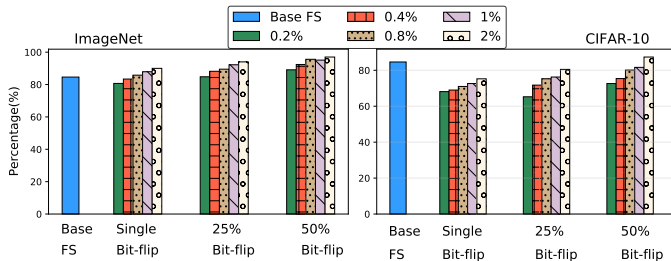 Base FS 0.4% 1%
0.2% 0.8% 2%
ImageNet
CIFAR-10
Percentage(%)
100
80
60
40
20
0
Base FS
Single Bit-flip
25% Bit-flip
50% Bit-flip
80
60
40
20
0
Base FS
Single Bit-flip
25% Bit-flip
50% Bit-flip